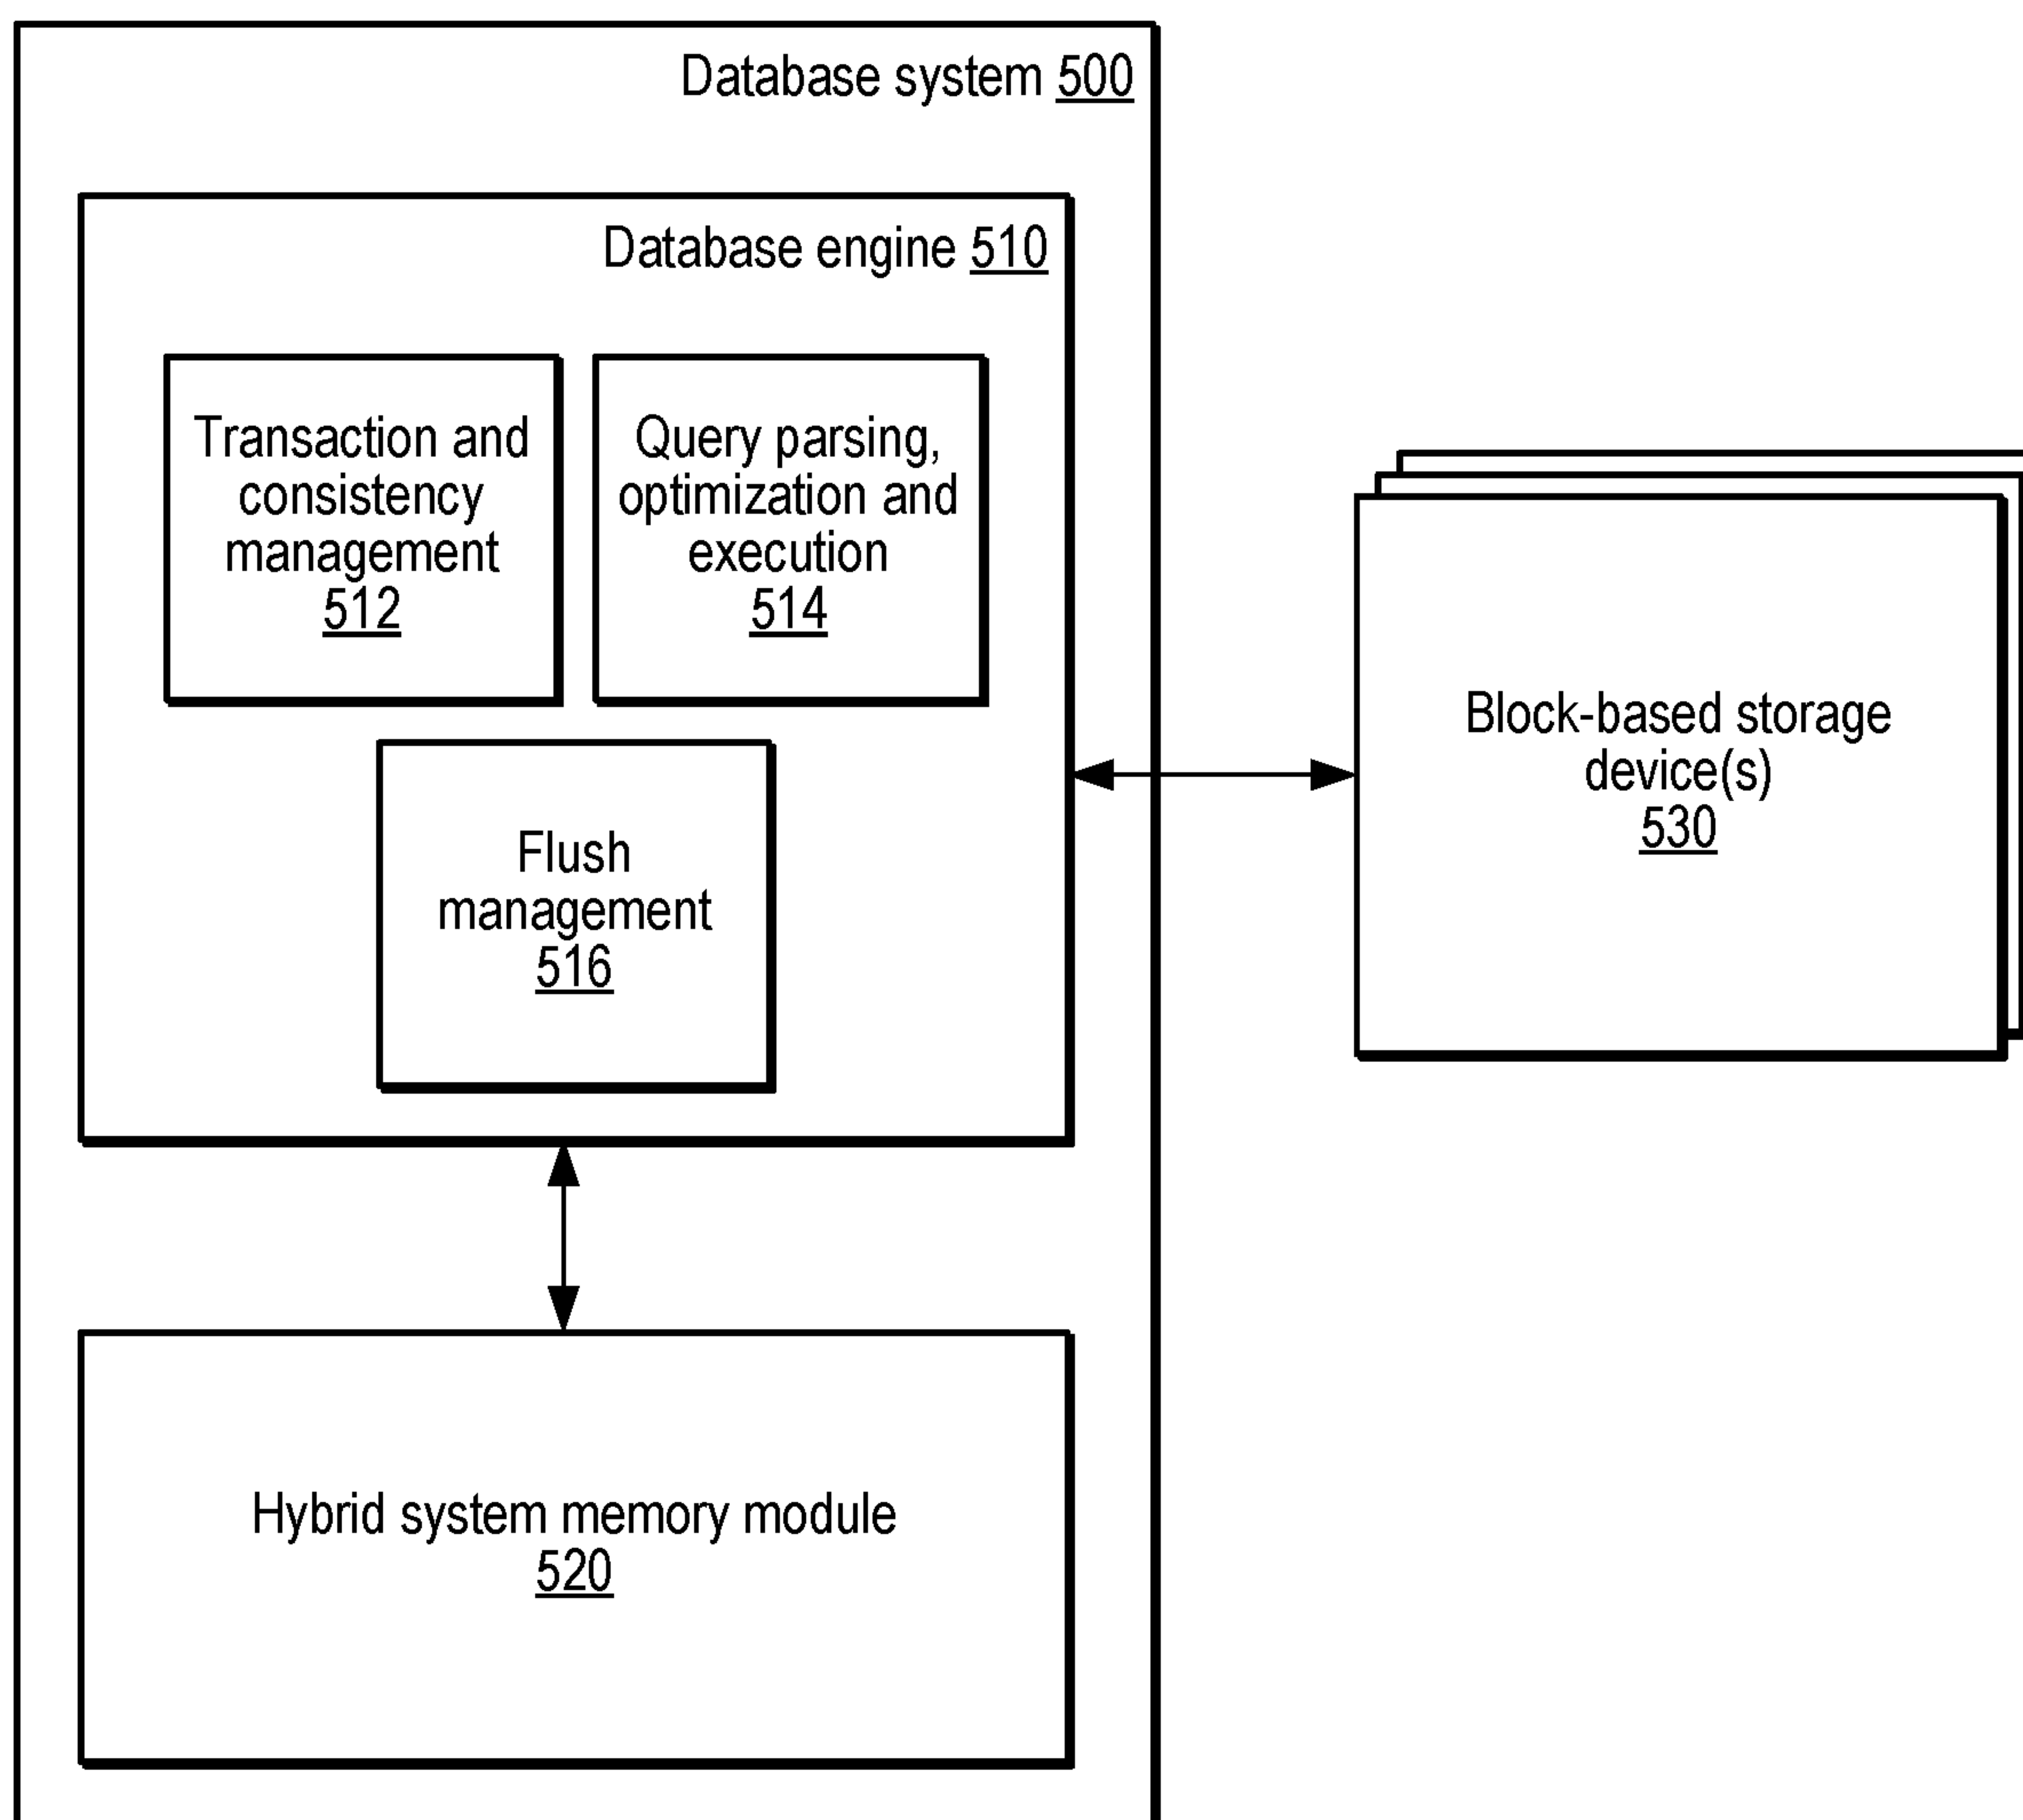 Database system 500
Database engine 510
Transaction and
consistency
management
512
Query parsing,
optimization and
execution
514
Flush
management
516
Block-based storage
device(s)
530
Hybrid system memory module
520